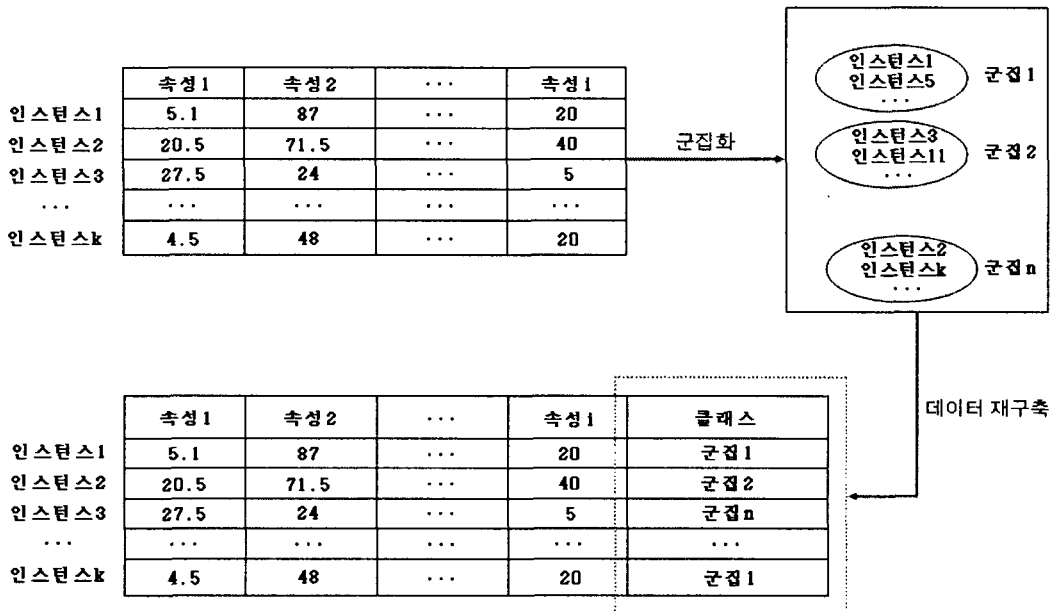 속성1 속성2 ... 속성i
인스턴스1 5.1 87 ... 20
인스턴스2 20.5 71.5 ... 40
인스턴스3 27.5 24 ... 5
... ... ... ... ...
인스턴스k 4.5 48 ... 20
군집화
인스턴스1
인스턴스5
...
군집1
인스턴스3
인스턴스11
...
군집2
인스턴스2
인스턴스k
...
군집n
데이터 재구축
속성1 속성2 ... 속성i 클래스
인스턴스1 5.1 87 ... 20 군집1
인스턴스2 20.5 71.5 ... 40 군집2
인스턴스3 27.5 24 ... 5 군집n
... ... ... ... ... ...
인스턴스k 4.5 48 ... 20 군집1